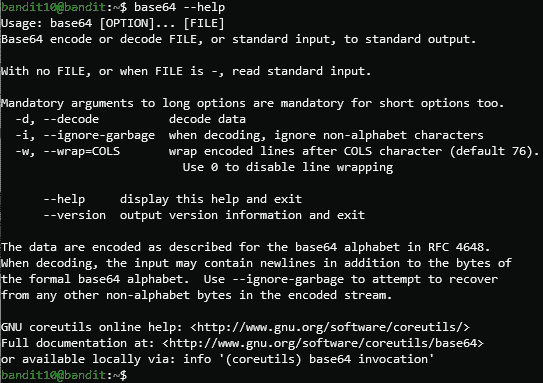 bandit10@bandit:~$ base64 --help
Usage: base64 [OPTION]... [FILE]
Base64 encode or decode FILE, or standard input, to standard output.
With no FILE, or when FILE is -, read standard input.
Mandatory arguments to long options are mandatory for short options too.
  -d, --decode          decode data
  -i, --ignore-garbage  when decoding, ignore non-alphabet characters
  -w, --wrap=COLS       wrap encoded lines after COLS character (default 76).
                          Use 0 to disable line wrapping
      --help     display this help and exit
      --version  output version information and exit
The data are encoded as described for the base64 alphabet in RFC 4648.
When decoding, the input may contain newlines in addition to the bytes of
the formal base64 alphabet.  Use --ignore-garbage to attempt to recover
from any other non-alphabet bytes in the encoded stream.
GNU coreutils online help: <http://www.gnu.org/software/coreutils/>
Full documentation at: <http://www.gnu.org/software/coreutils/base64>
or available locally via: info '(coreutils) base64 invocation'
bandit10@bandit:~$